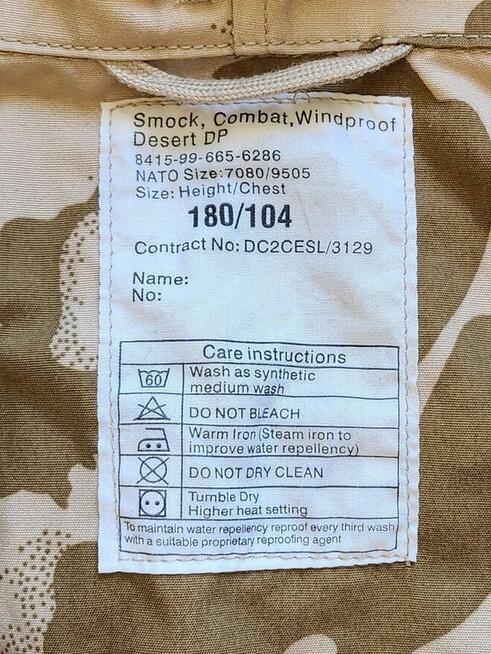 Smock, Combat,Windproof
Desert DP
8415-99-665-6286
NATO Size:7080/9505
Size: Height/Chest
180/104
Contract No: DC2CESL/3129
Name:
No:
Care instructions
60
Wash as synthetic
medium wash
DO NOT BLEACH
Warm Iron (Steam iron to
improve water repellency)
DO NOT DRY CLEAN
Tumble Dry
Higher heat setting
To maintain water repellency reproof every third wash
with a suitable proprietary reproofing agent